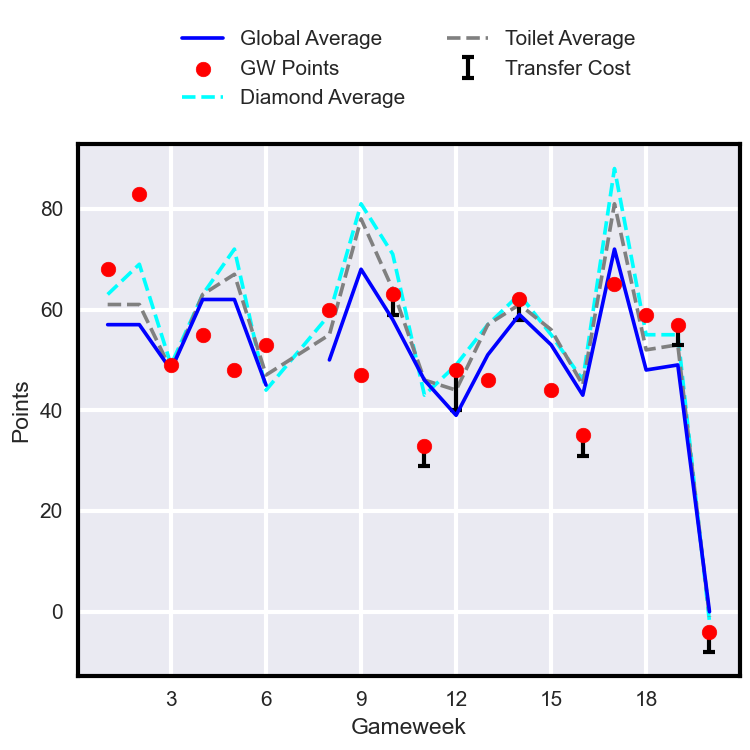 Global Average
GW Points
Diamond Average
Toilet Average
Transfer Cost
80
60
40
20
0
Points
3 6 9 12 15 18
Gameweek